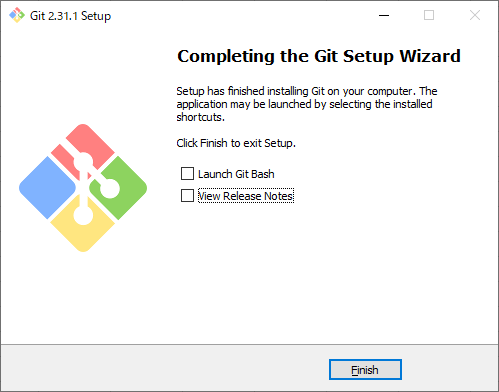 Git 2.31.1 Setup
Completing the Git Setup Wizard
Setup has finished installing Git on your computer. The
application may be launched by selecting the installed
shortcuts.
Click Finish to exit Setup.
Launch Git Bash
View Release Notes
Finish